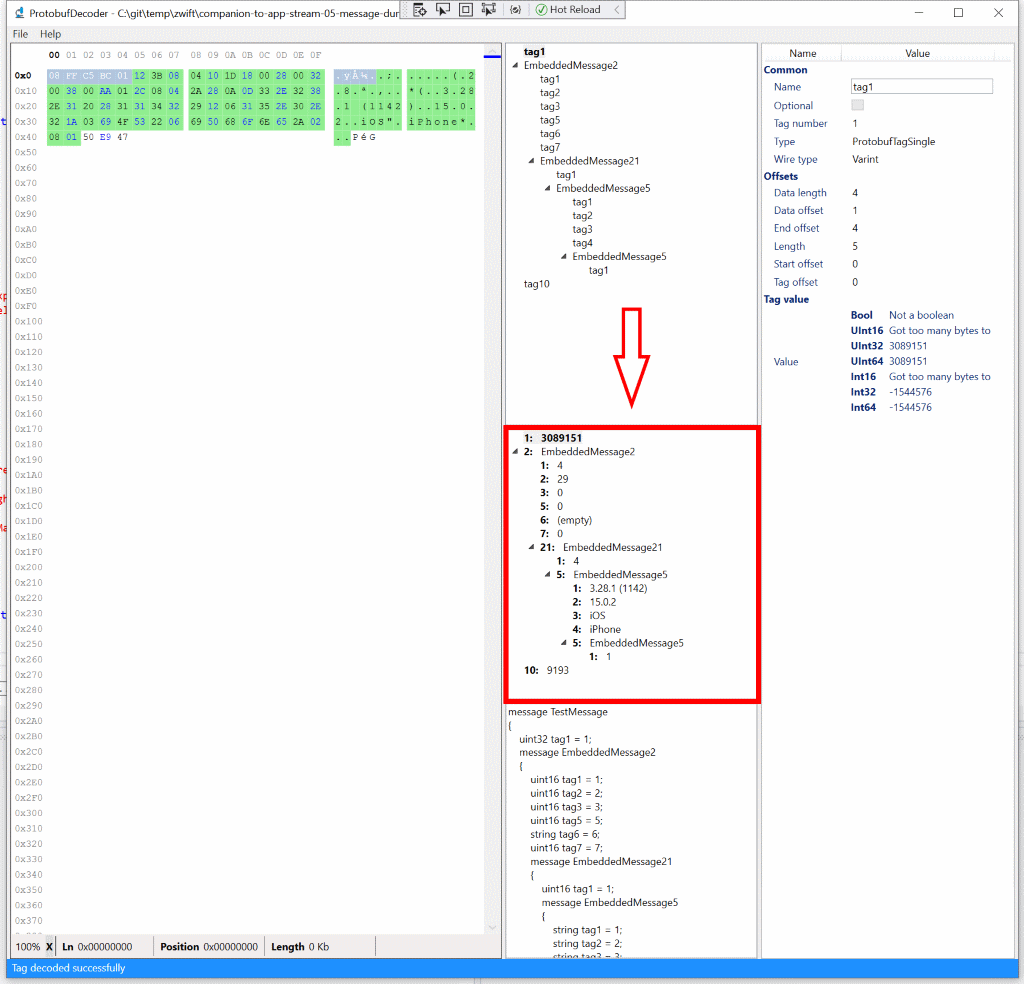 ProtobufDecoder - C:\git\temp\zwift\companion-to-app-stream-05-message-dur
Hot Reload
File Help
00 01 02 03 04 05 06 07 08 09 0A 0B 0C 0D 0E 0F
0x0 08 FF C5 BC 01 12 3B 08 04 10 1D 18 00 28 00 32 .ÿÅ¼..;. .....(.2
0x10 00 38 00 AA 01 2C 08 04 2A 28 0A 0D 33 2E 32 38 .8.ª.,.. *(..3.28
0x20 2E 31 20 28 31 31 34 32 29 12 06 31 35 2E 30 2E .1 (1142 )..15.0.
0x30 32 1A 03 69 4F 53 22 06 69 50 68 6F 6E 65 2A 02 2..iOS". iPhone*.
0x40 08 01 50 E9 47 ..PéG
0x50
0x60
0x70
0x80
0x90
0xA0
0xB0
0xC0
0xD0
0xE0
0xF0
0x100
0x110
0x120
0x130
0x140
0x150
0x160
0x170
0x180
0x190
0x1A0
0x1B0
0x1C0
0x1D0
0x1E0
0x1F0
0x200
0x210
0x220
0x230
0x240
0x250
0x260
0x270
0x280
0x290
0x2A0
0x2B0
0x2C0
0x2D0
0x2E0
0x2F0
0x300
0x310
0x320
0x330
0x340
0x350
0x360
0x370
100% X Ln 0x00000000 Position 0x00000000 Length 0 Kb
Tag decoded successfully
tag1
EmbeddedMessage2
tag1
tag2
tag3
tag5
tag6
tag7
EmbeddedMessage21
tag1
EmbeddedMessage5
tag1
tag2
tag3
tag4
EmbeddedMessage5
tag1
tag10
1: 3089151
2: EmbeddedMessage2
1: 4
2: 29
3: 0
5: 0
6: (empty)
7: 0
21: EmbeddedMessage21
1: 4
5: EmbeddedMessage5
1: 3.28.1 (1142)
2: 15.0.2
3: iOS
4: iPhone
5: EmbeddedMessage5
1: 1
10: 9193
message TestMessage
{
uint32 tag1 = 1;
message EmbeddedMessage2
{
uint16 tag1 = 1;
uint16 tag2 = 2;
uint16 tag3 = 3;
uint16 tag5 = 5;
string tag6 = 6;
uint16 tag7 = 7;
message EmbeddedMessage21
{
uint16 tag1 = 1;
message EmbeddedMessage5
{
string tag1 = 1;
string tag2 = 2;
string tag3 = 3;
Name Value
Common
Name tag1
Optional
Tag number 1
Type ProtobufTagSingle
Wire type Varint
Offsets
Data length 4
Data offset 1
End offset 4
Length 5
Start offset 0
Tag offset 0
Tag value
Value
Bool Not a boolean
UInt16 Got too many bytes to
UInt32 3089151
UInt64 3089151
Int16 Got too many bytes to
Int32 -1544576
Int64 -1544576